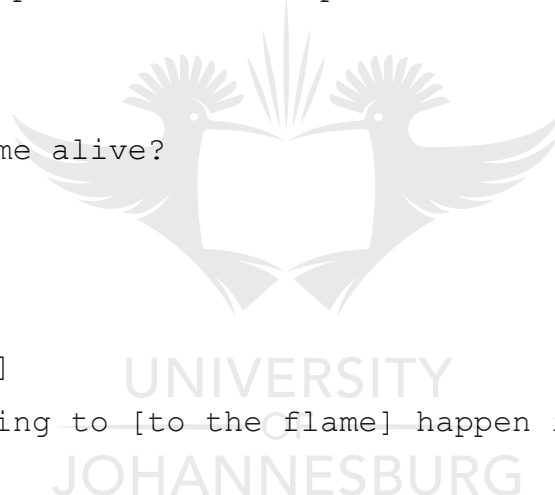 me alive?
]
UNIVERSITY
ing to [to the flame] happen
OF
JOHANNESBURG